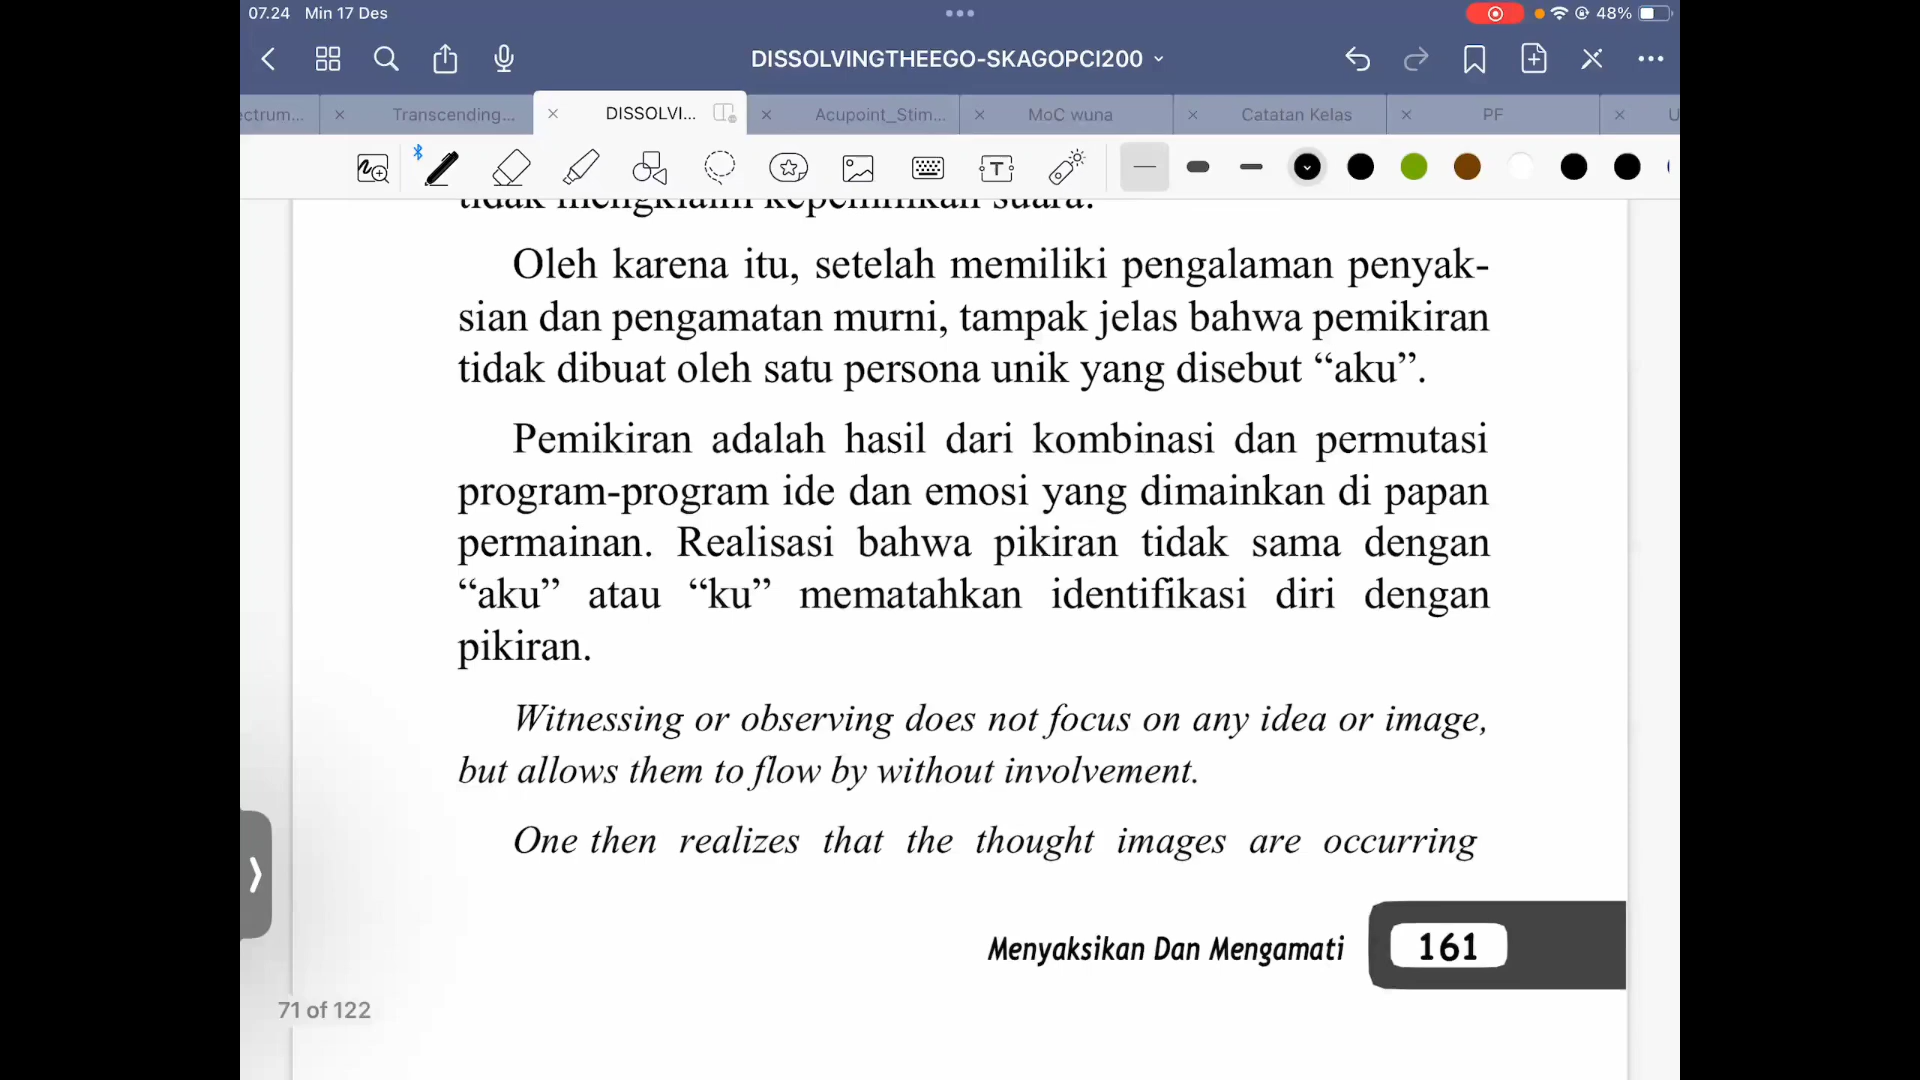 07.24 Min 17 Des
48%
DISSOLVINGTHEEGO-SKAGOPCI200
ectrum...
Transcending...
DISSOLVI...
Acupoint_Stim...
MoC wuna
Catatan Kelas
PF
U
T
tidak mengklaim kepemilikan suara.
Oleh karena itu, setelah memiliki pengalaman penyak-
sian dan pengamatan murni, tampak jelas bahwa pemikiran
tidak dibuat oleh satu persona unik yang disebut “aku”.
Pemikiran adalah hasil dari kombinasi dan permutasi
program-program ide dan emosi yang dimainkan di papan
permainan. Realisasi bahwa pikiran tidak sama dengan
“aku” atau “ku” mematahkan identifikasi diri dengan
pikiran.
Witnessing or observing does not focus on any idea or image,
but allows them to flow by without involvement.
One then realizes that the thought images are occurring
Menyaksikan Dan Mengamati 161
71 of 122